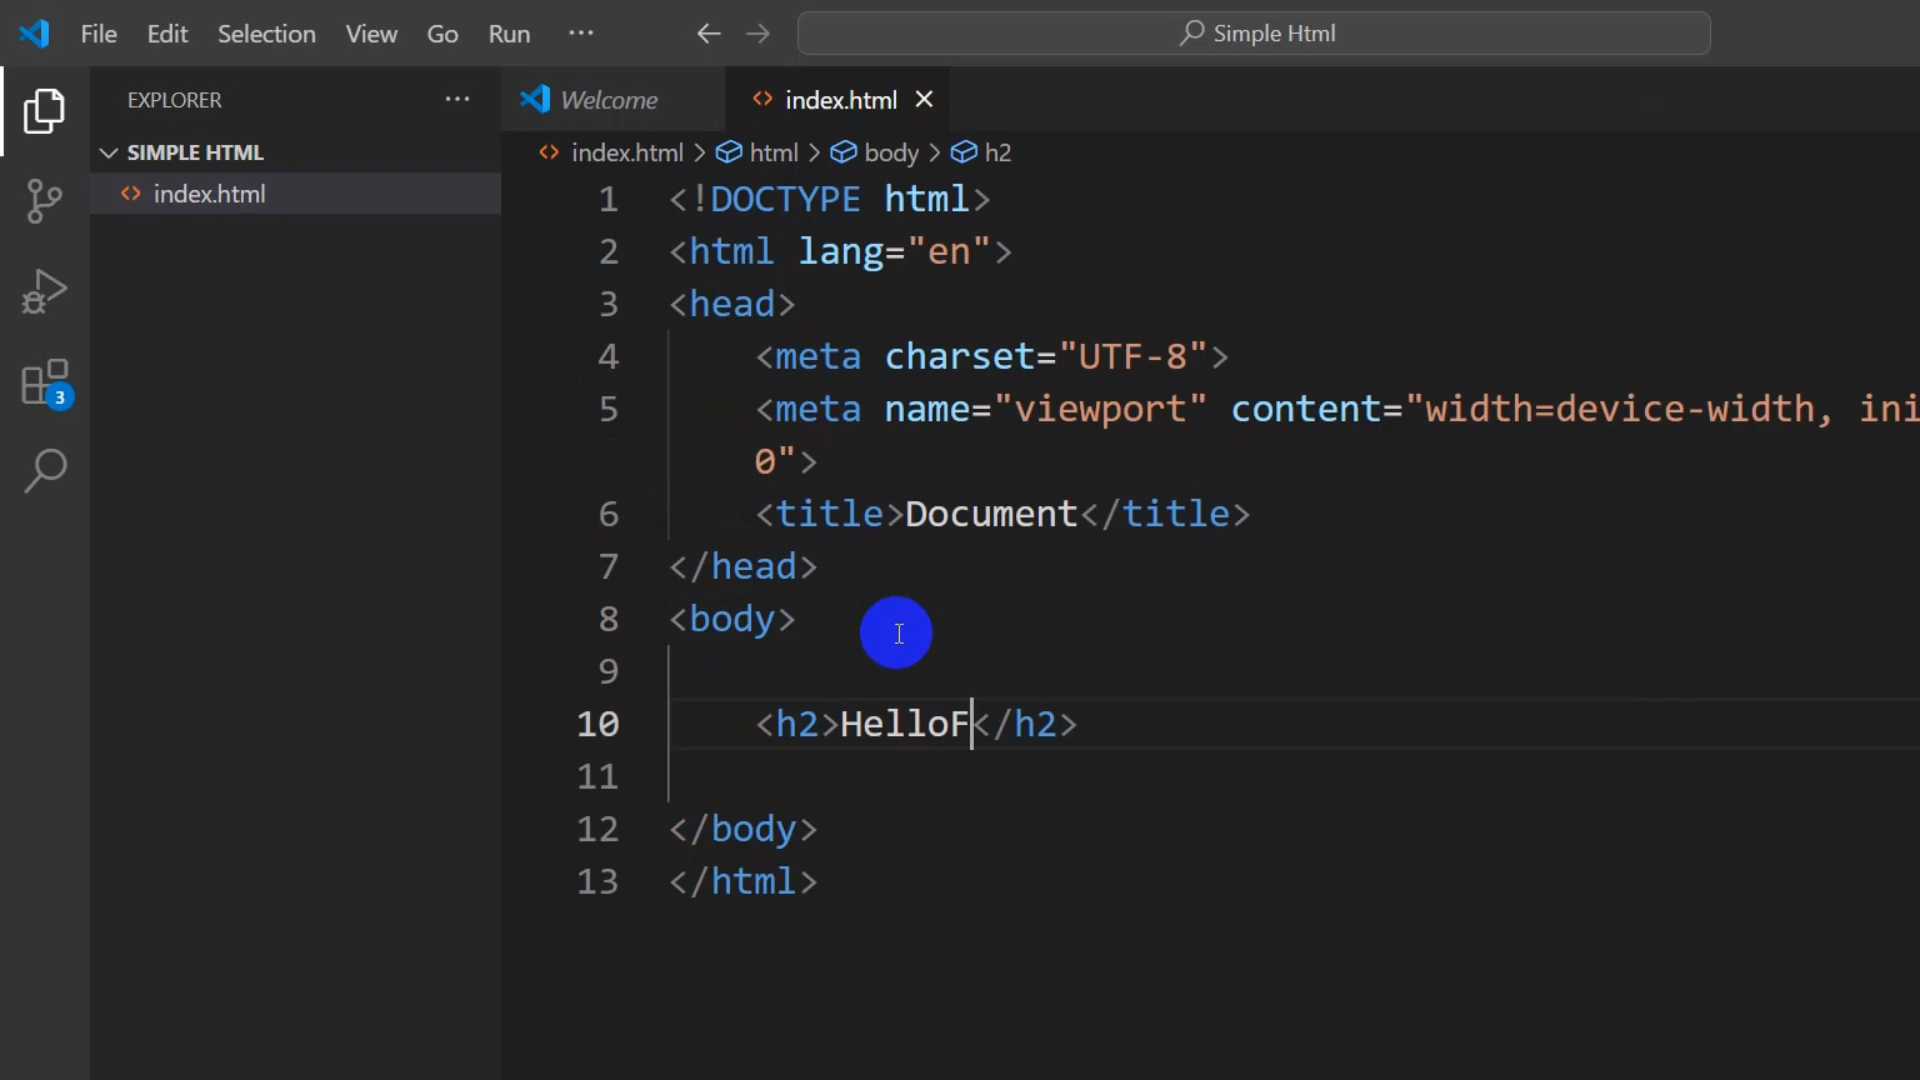 File Edit Selection View Go Run ··· Simple Html
EXPLORER ···
SIMPLE HTML
index.html
Welcome
index.html
index.html > html > body > h2
1 <!DOCTYPE html>
2 <html lang="en">
3 <head>
4 <meta charset="UTF-8">
5 <meta name="viewport" content="width=device-width, ini
0">
6 <title>Document</title>
7 </head>
8 <body>
9
10 <h2>HelloF</h2>
11
12 </body>
13 </html>
3